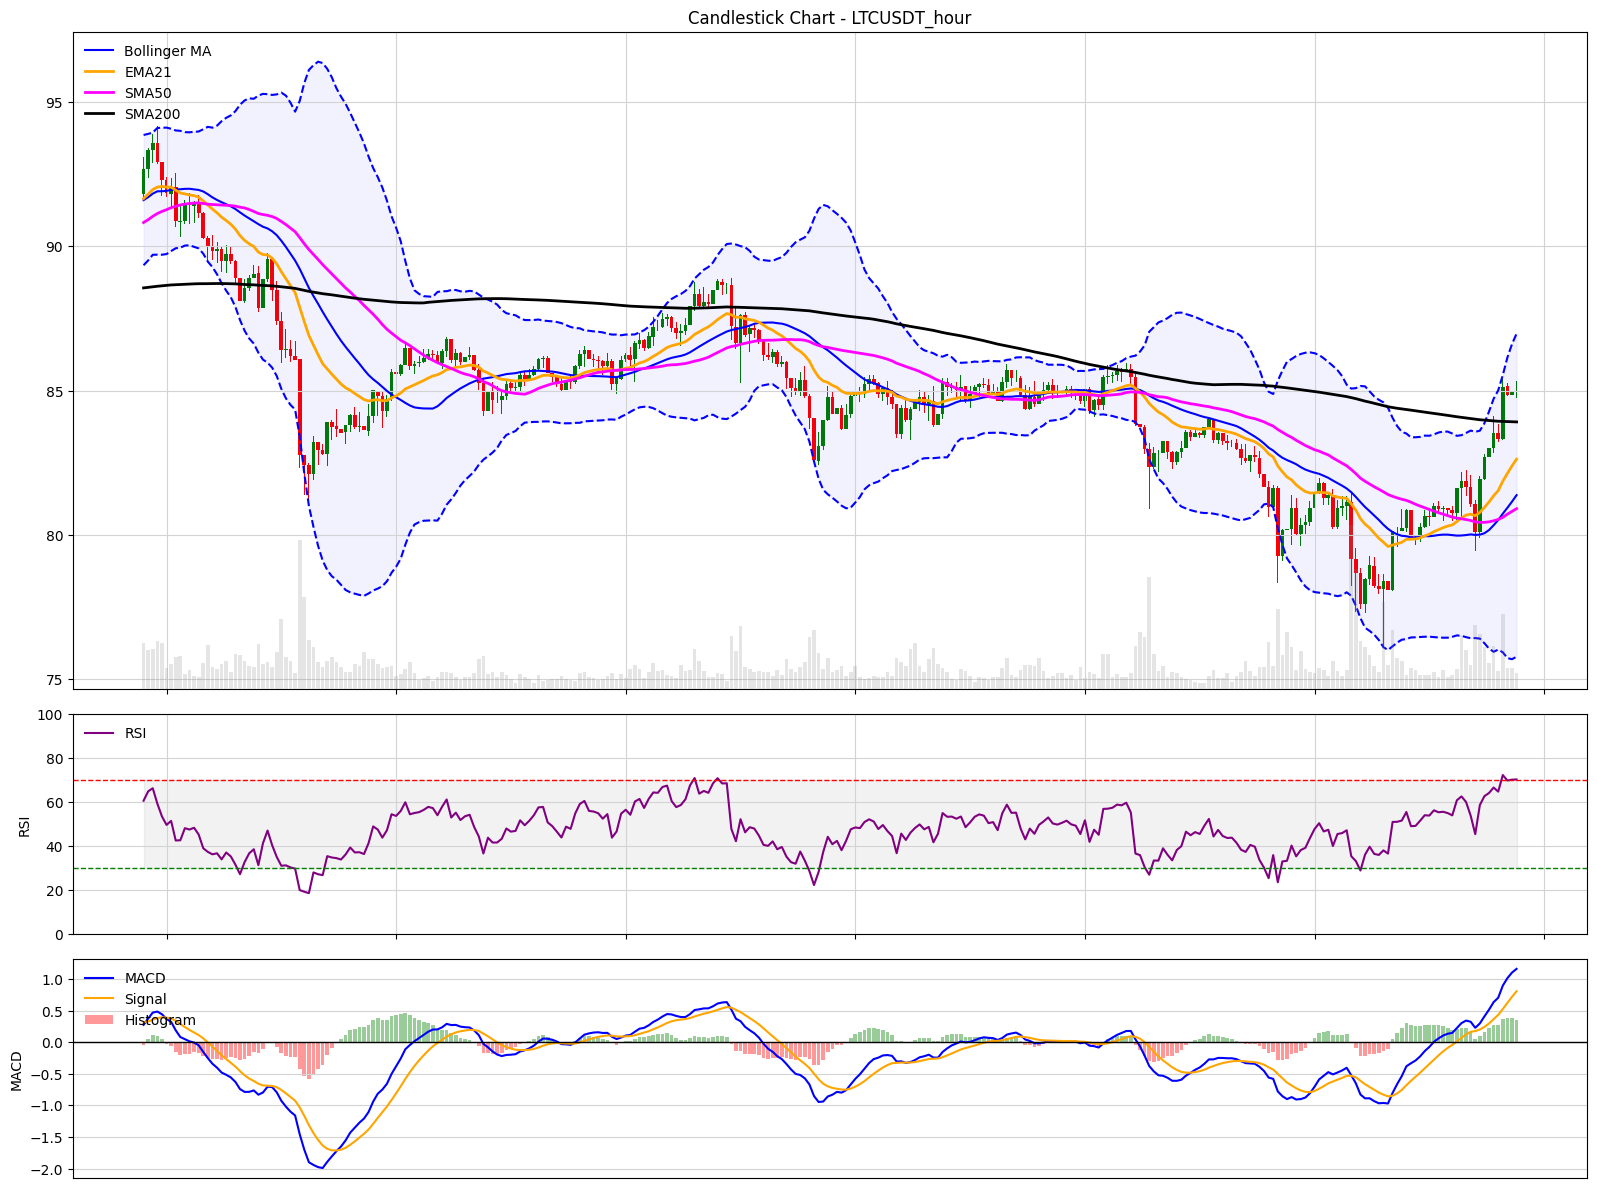 Candlestick Chart - LTCUSDT_hour
Bollinger MA
EMA21
SMA50
SMA200
95
90
85
80
75
RSI
100
80
60
40
20
0
RSI
MACD
Signal
Histogram
1.0
0.5
0.0
−0.5
−1.0
−1.5
−2.0
MACD